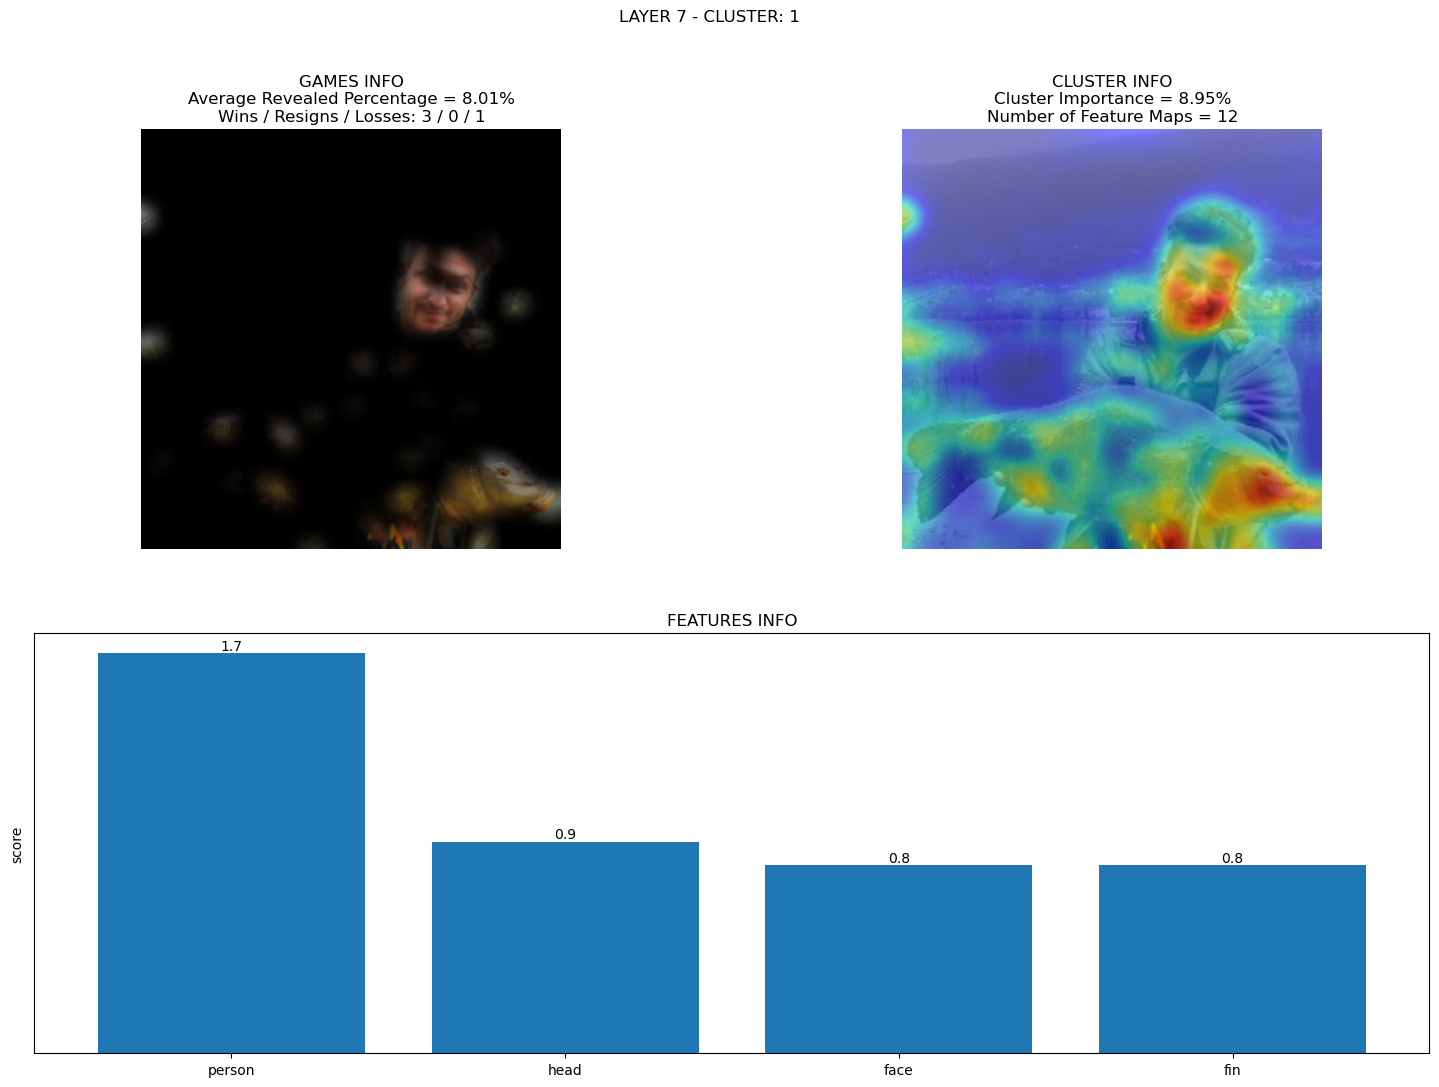 LAYER 7 - CLUSTER: 1
GAMES INFO
Average Revealed Percentage = 8.01%
Wins / Resigns / Losses: 3 / 0 / 1
CLUSTER INFO
Cluster Importance = 8.95%
Number of Feature Maps = 12
FEATURES INFO
score
1.7
0.9
0.8
0.8
person
head
face
fin